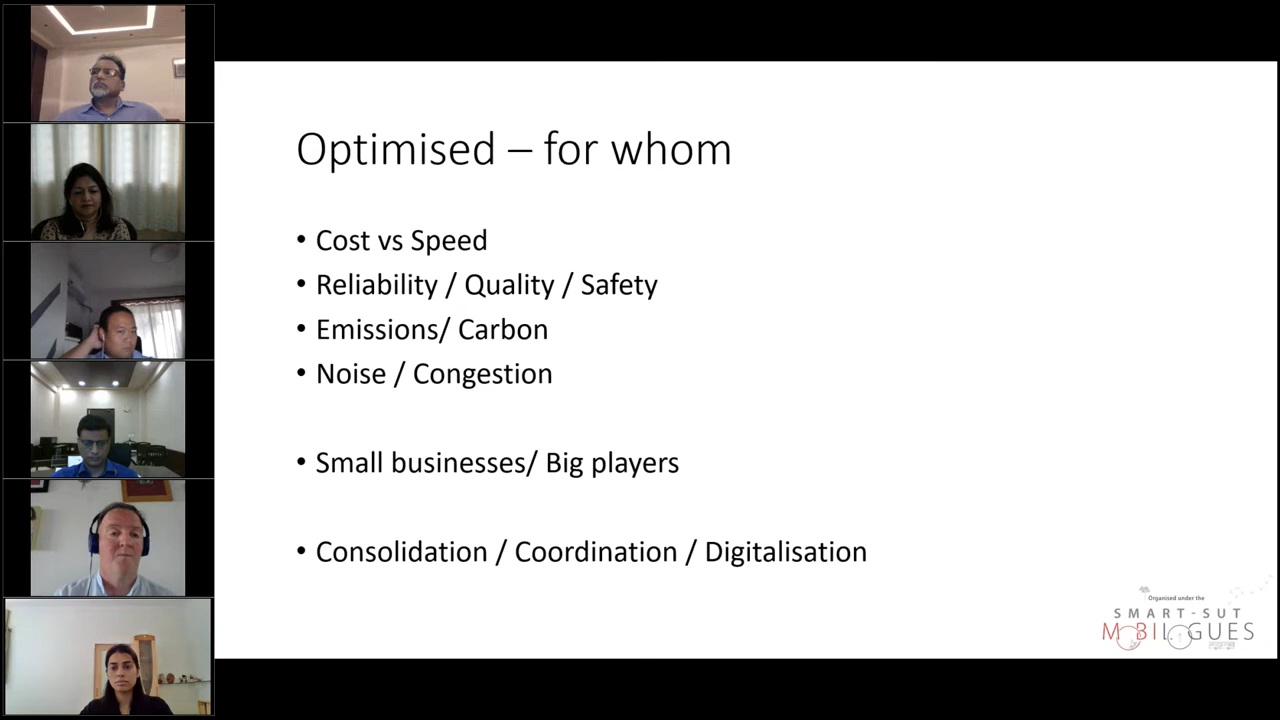 Optimised – for whom
• Cost vs Speed
• Reliability / Quality / Safety
• Emissions/ Carbon
• Noise / Congestion
• Small businesses/ Big players
• Consolidation / Coordination / Digitalisation
Organised under the
SMART-SUT
MOBILOGUES